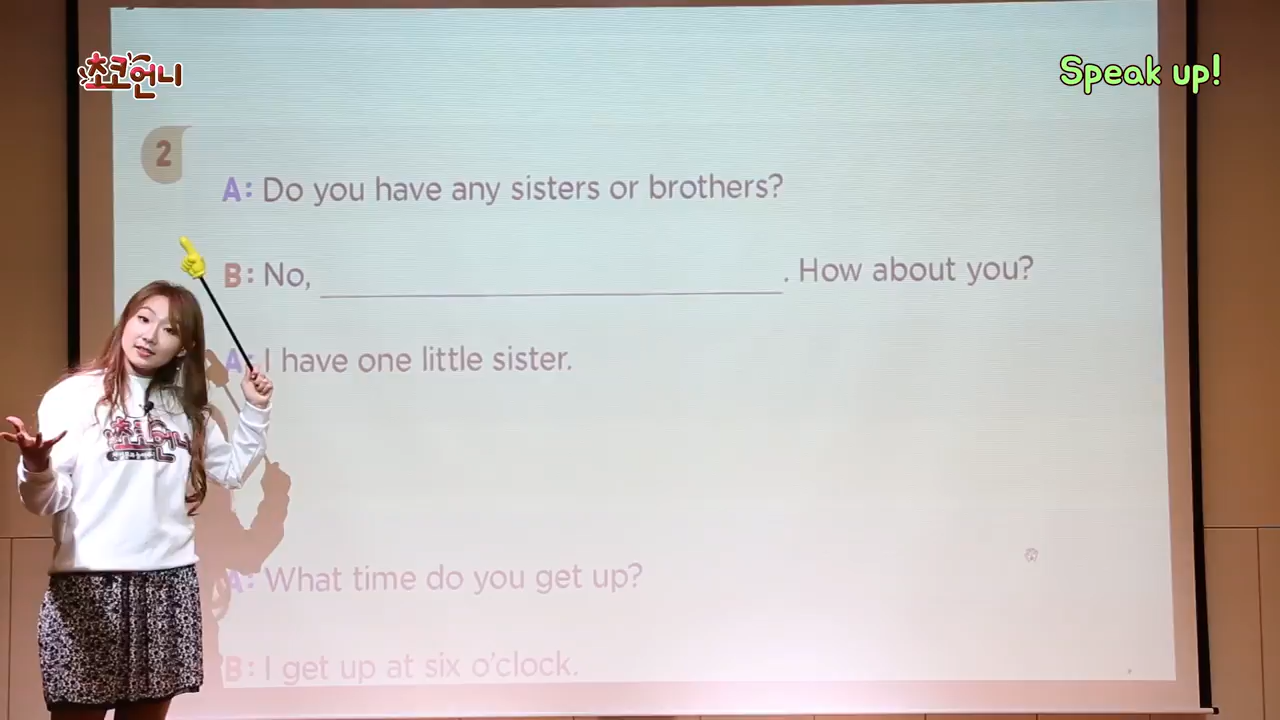 초코언니
Speak up!
2
A: Do you have any sisters or brothers?
B: No, ______________________________. How about you?
A: I have one little sister.
초코언니
A: What time do you get up?
B: I get up at six o'clock.